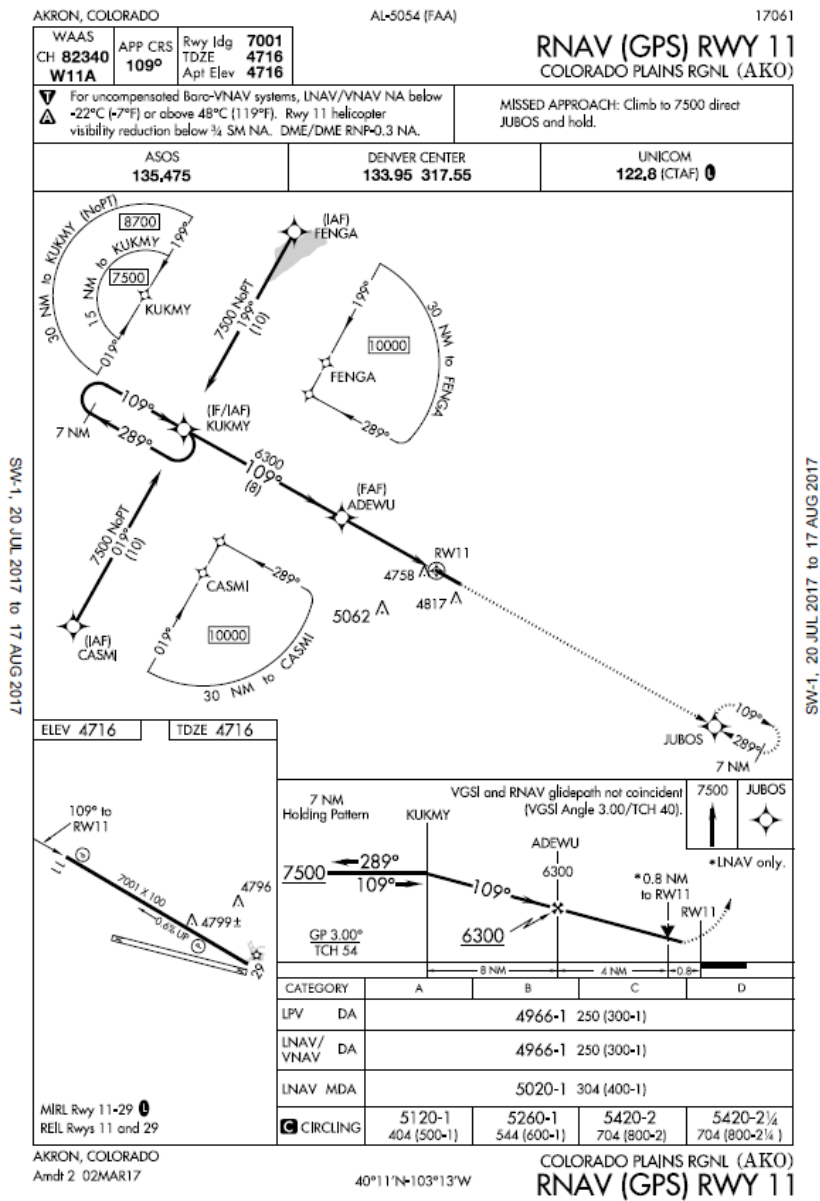 AKRON, COLORADO
AL-5054 (FAA)
17061
WAAS
CH 82340
W11A
APP CRS
109°
Rwy ldg 7001
TDZE 4716
Apt Elev 4716
RNAV (GPS) RWY 11
COLORADO PLAINS RGNL (AKO)
T
A
For uncompensated Baro-VNAV systems, LNAV/VNAV NA below
-22°C (-7°F) or above 48°C (119°F). Rwy 11 helicopter
visibility reduction below ¾ SM NA. DME/DME RNP-0.3 NA.
MISSED APPROACH: Climb to 7500 direct
JUBOS and hold.
ASOS
135.475
DENVER CENTER
133.95 317.55
UNICOM
122.8 (CTAF) L
30 NM to KUKMY (NoPT)
8700
15 NM to KUKMY
7500
199°
KUKMY
019°
(IAF)
FENGA
7500 NoPT
199°
(10)
199°
30 NM to FENGA
10000
FENGA
289°
109°
289°
7 NM
(IF/IAF)
KUKMY
6300
109°
(8)
(FAF)
ADEWU
7500 NoPT
019°
(10)
(IAF)
CASMI
CASMI
289°
019°
10000
30 NM to CASMI
RW11
4758
4817
5062
JUBOS
109°
289°
7 NM
SW-1, 20 JUL 2017 to 17 AUG 2017
SW-1, 20 JUL 2017 to 17 AUG 2017
ELEV 4716
TDZE 4716
109° to
RW11
11
P
7001 X 100
0.6% UP
P
4796
4799±
29
MIRL Rwy 11-29 L
REIL Rwys 11 and 29
7 NM
Holding Pattern
KUKMY
VGSI and RNAV glidepath not coincident
(VGSI Angle 3.00/TCH 40).
7500
JUBOS
7500
289°
109°
109°
ADEWU
6300
6300
*LNAV only.
*0.8 NM
to RW11
RW11
GP 3.00°
TCH 54
8 NM
4 NM
0.8
CATEGORY
A
B
C
D
LPV DA
4966-1 250 (300-1)
LNAV/
VNAV DA
4966-1 250 (300-1)
LNAV MDA
5020-1 304 (400-1)
C CIRCLING
5120-1
404 (500-1)
5260-1
544 (600-1)
5420-2
704 (800-2)
5420-2¼
704 (800-2¼)
AKRON, COLORADO
Amdt 2 02MAR17
40°11'N-103°13'W
COLORADO PLAINS RGNL (AKO)
RNAV (GPS) RWY 11